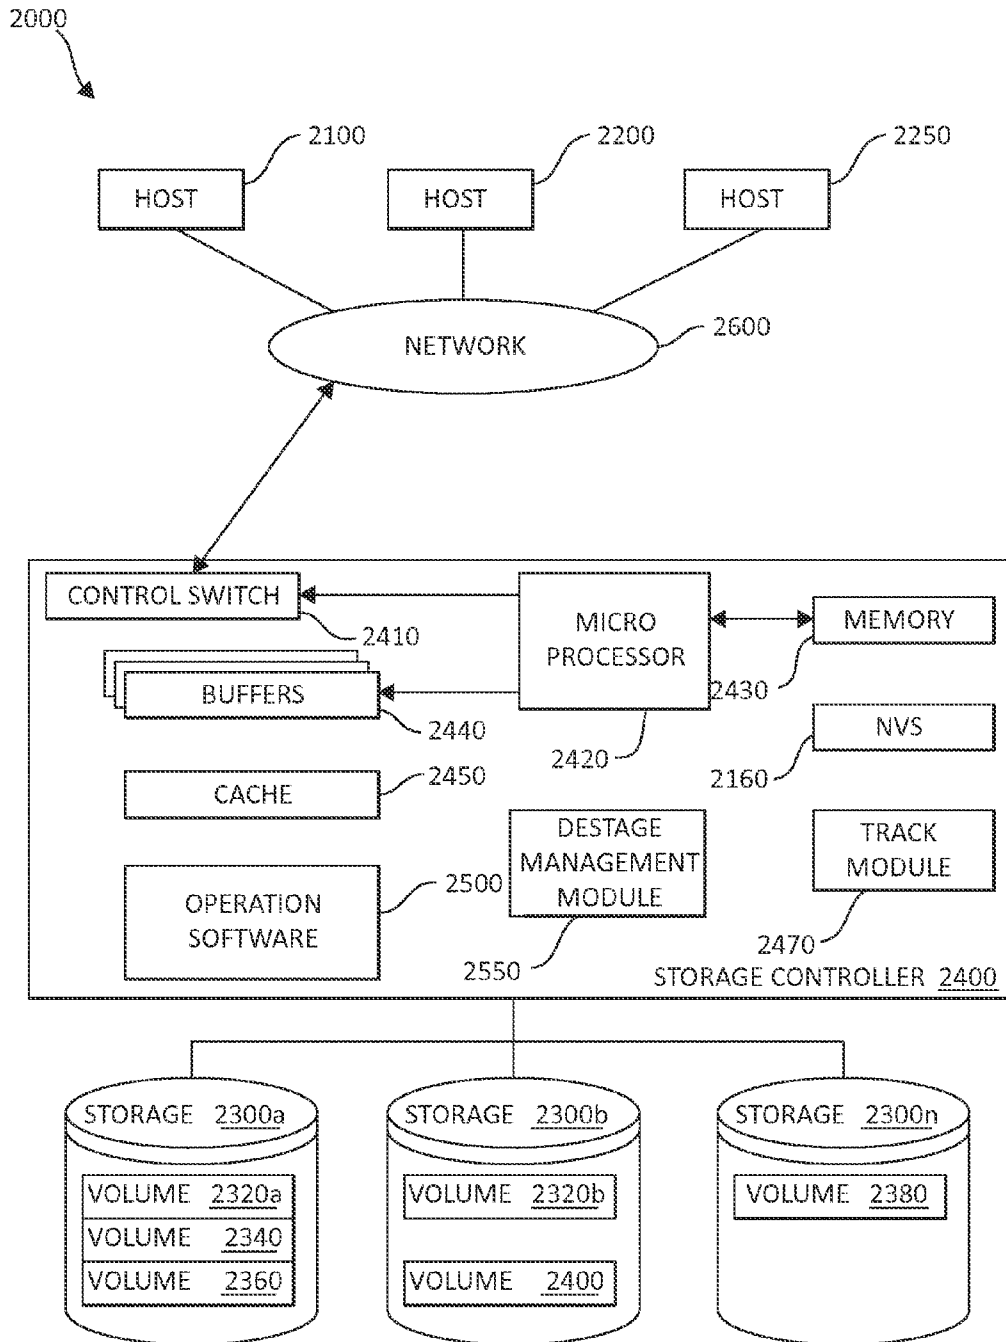 2000
2100
2200
2250
HOST
HOST
HOST
2600
NETWORK
CONTROL SWITCH
2410
MICRO
PROCESSOR
MEMORY
2430
BUFFERS
2440
2420
NVS
2160
2450
CACHE
DESTAGE
MANAGEMENT
MODULE
2550
TRACK
MODULE
2470
2500
OPERATION
SOFTWARE
STORAGE CONTROLLER 2400
STORAGE 2300a
VOLUME 2320a
VOLUME 2340
VOLUME 2360
STORAGE 2300b
VOLUME 2320b
VOLUME 2400
STORAGE 2300n
VOLUME 2380